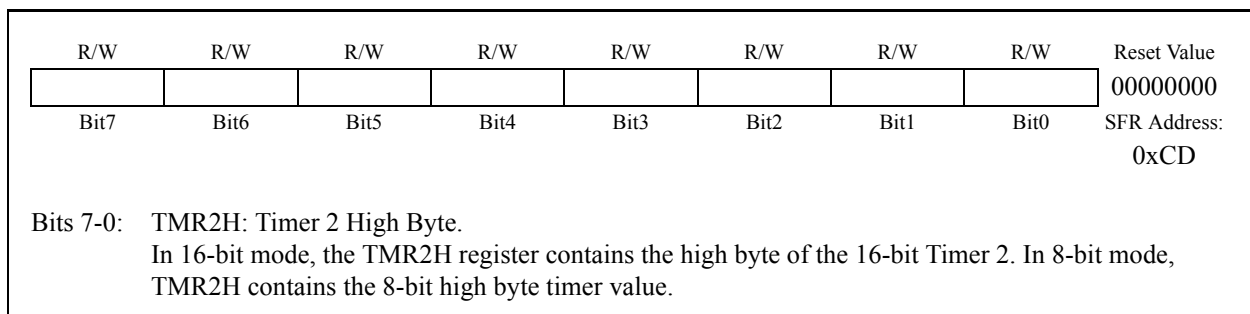 R/W R/W R/W R/W R/W R/W R/W R/W Reset Value
00000000
Bit7 Bit6 Bit5 Bit4 Bit3 Bit2 Bit1 Bit0 SFR Address:
0xCD
Bits 7-0: TMR2H: Timer 2 High Byte.
In 16-bit mode, the TMR2H register contains the high byte of the 16-bit Timer 2. In 8-bit mode,
TMR2H contains the 8-bit high byte timer value.